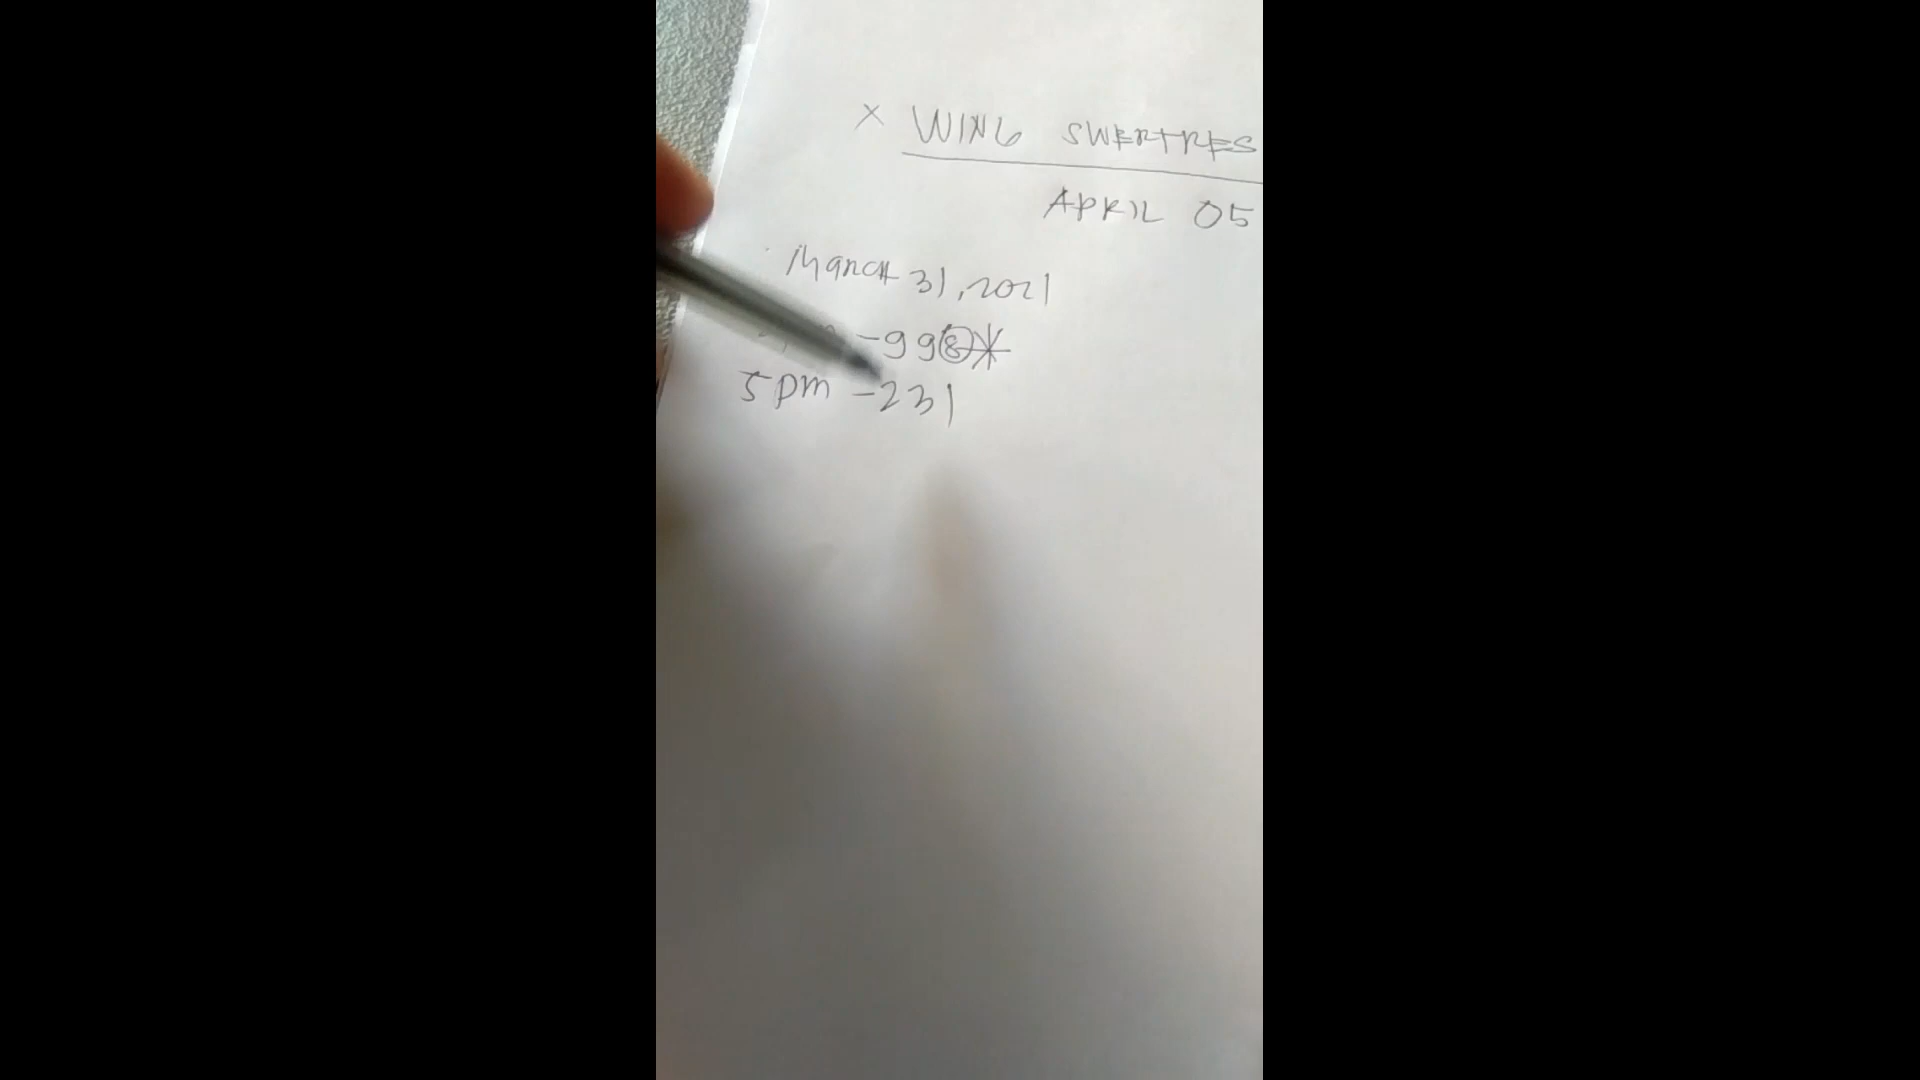 X WING SWERTRES
APRIL 05
March 31, 2021
-998*
5pm -231